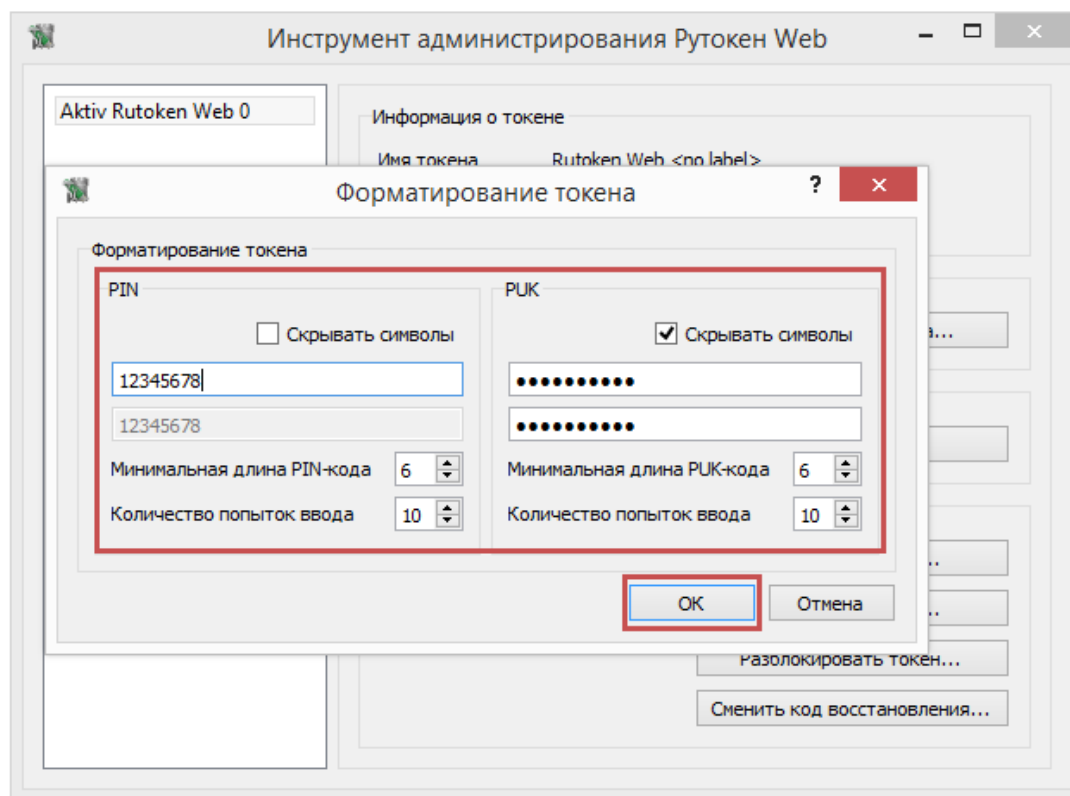 Инструмент администрирования Рутокен Web
Aktiv Rutoken Web 0
Информация о токене
Имя токена Rutoken Web <no label>
Форматирование токена
Форматирование токена
PIN
Скрывать символы
12345678
12345678
Минимальная длина PIN-кода 6
Количество попыток ввода 10
PUK
Скрывать символы
●●●●●●●●●●
●●●●●●●●●●
Минимальная длина PUK-кода 6
Количество попыток ввода 10
OK
Отмена
Разблокировать токен...
Сменить код восстановления...